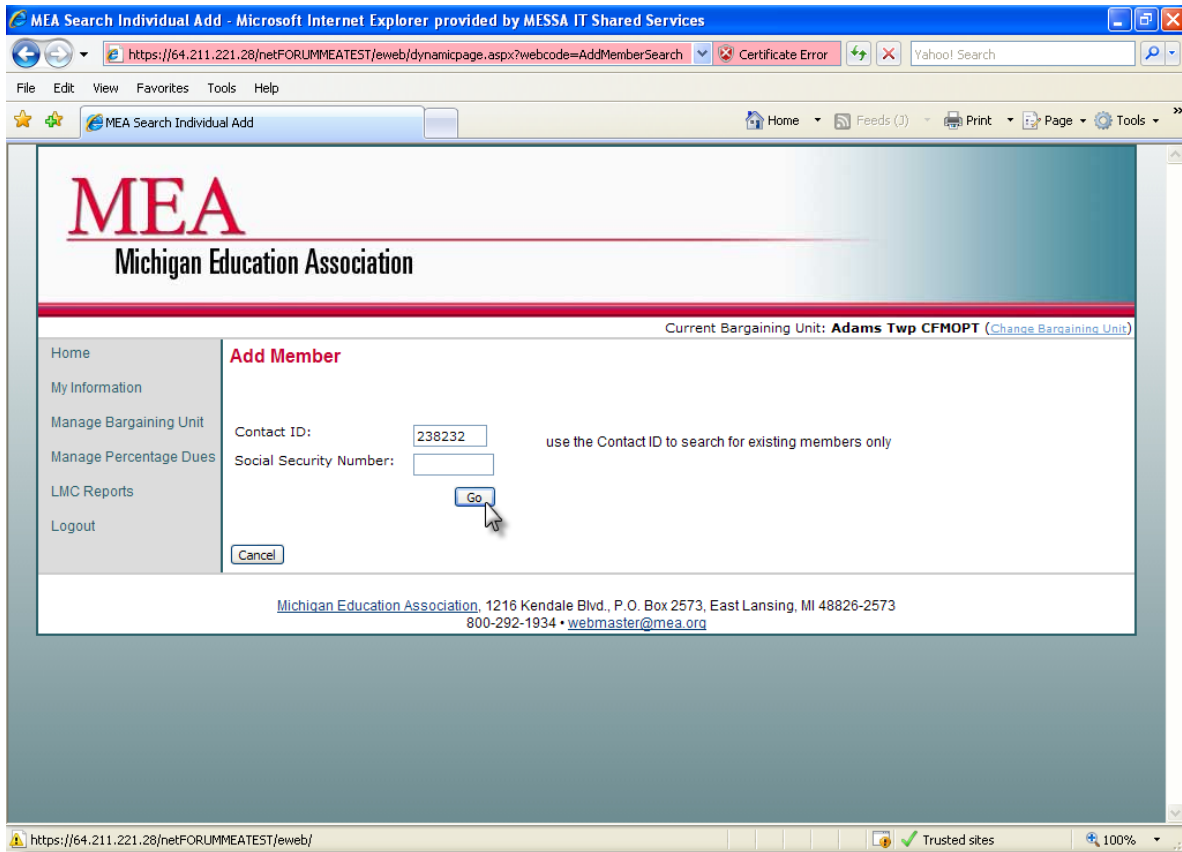 MEA Search Individual Add - Microsoft Internet Explorer provided by MESSA IT Shared Services
https://64.211.221.28/netFORUMMEATEST/eweb/dynamicpage.aspx?webcode=AddMemberSearch Certificate Error Yahoo! Search
File Edit View Favorites Tools Help
MEA Search Individual Add Home Feeds (J) Print Page Tools »
MEA
Michigan Education Association
Current Bargaining Unit: Adams Twp CFMOPT (Change Bargaining Unit)
Home
My Information
Manage Bargaining Unit
Manage Percentage Dues
LMC Reports
Logout
Add Member
Contact ID: 238232 use the Contact ID to search for existing members only
Social Security Number:
Go
Cancel
Michigan Education Association, 1216 Kendale Blvd., P.O. Box 2573, East Lansing, MI 48826-2573
800-292-1934 • webmaster@mea.org
https://64.211.221.28/netFORUMMEATEST/eweb/ Trusted sites 100%